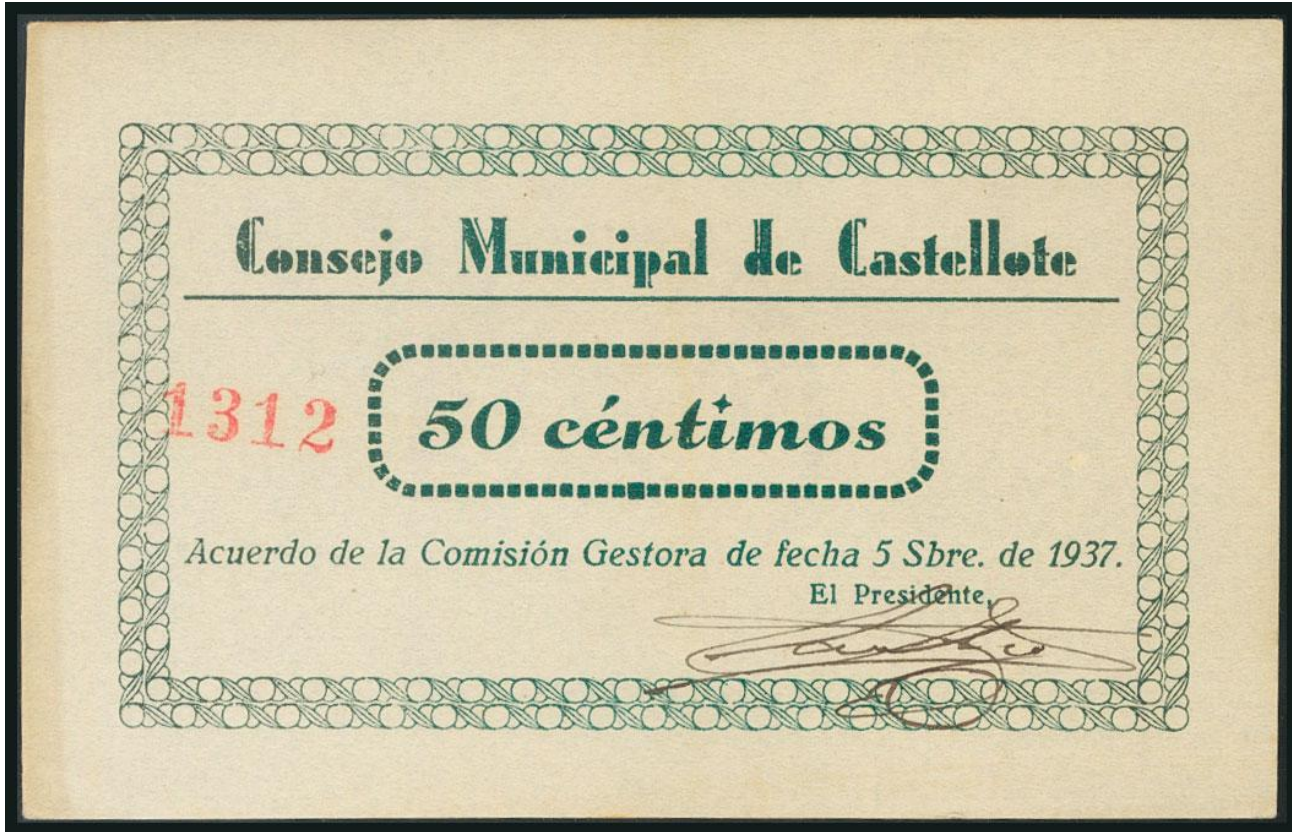 Consejo Municipal de Castellote
1312
50 céntimos
Acuerdo de la Comisión Gestora de fecha 5 Sbre. de 1937.
El Presidente,